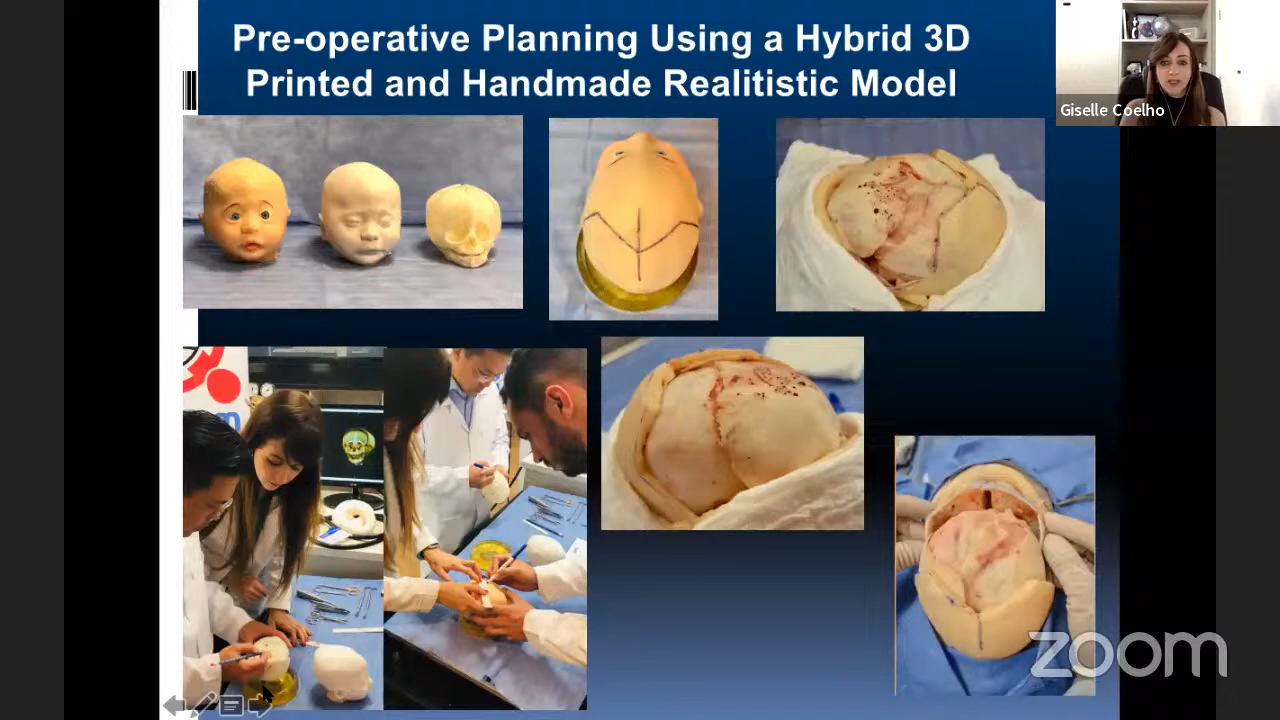 Pre-operative Planning Using a Hybrid 3D
Printed and Handmade Realitistic Model
Giselle Coelho
zoom